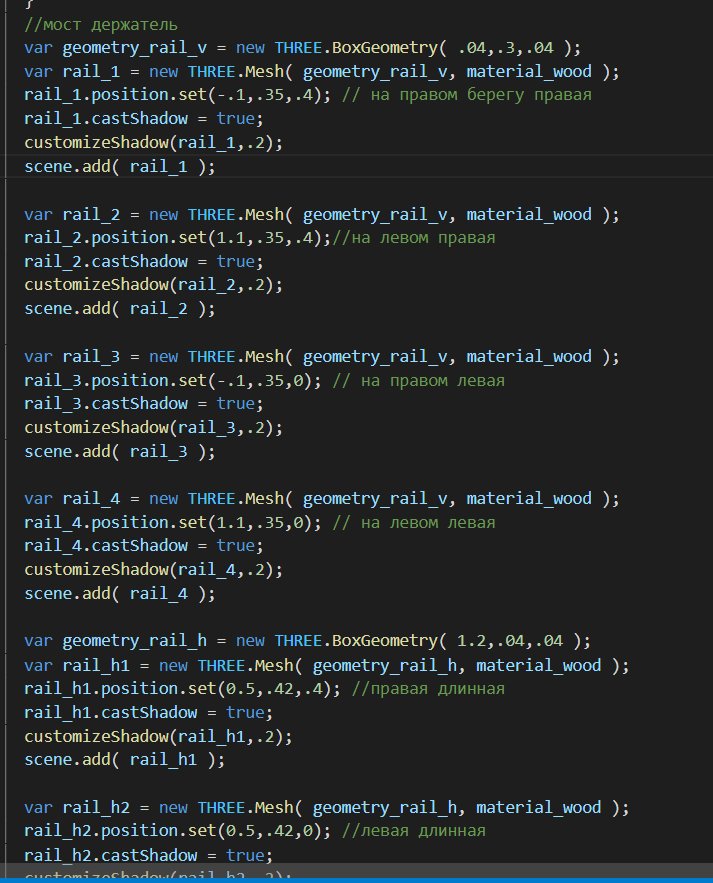 }
//мост держатель
var geometry_rail_v = new THREE.BoxGeometry( .04,.3,.04 );
var rail_1 = new THREE.Mesh( geometry_rail_v, material_wood );
rail_1.position.set(-.1,.35,.4); // на правом берегу правая
rail_1.castShadow = true;
customizeShadow(rail_1,.2);
scene.add( rail_1 );
var rail_2 = new THREE.Mesh( geometry_rail_v, material_wood );
rail_2.position.set(1.1,.35,.4);//на левом правая
rail_2.castShadow = true;
customizeShadow(rail_2,.2);
scene.add( rail_2 );
var rail_3 = new THREE.Mesh( geometry_rail_v, material_wood );
rail_3.position.set(-.1,.35,0); // на правом левая
rail_3.castShadow = true;
customizeShadow(rail_3,.2);
scene.add( rail_3 );
var rail_4 = new THREE.Mesh( geometry_rail_v, material_wood );
rail_4.position.set(1.1,.35,0); // на левом левая
rail_4.castShadow = true;
customizeShadow(rail_4,.2);
scene.add( rail_4 );
var geometry_rail_h = new THREE.BoxGeometry( 1.2,.04,.04 );
var rail_h1 = new THREE.Mesh( geometry_rail_h, material_wood );
rail_h1.position.set(0.5,.42,.4); //правая длинная
rail_h1.castShadow = true;
customizeShadow(rail_h1,.2);
scene.add( rail_h1 );
var rail_h2 = new THREE.Mesh( geometry_rail_h, material_wood );
rail_h2.position.set(0.5,.42,0); //левая длинная
rail_h2.castShadow = true;
customizeShadow(rail_h2,.2);